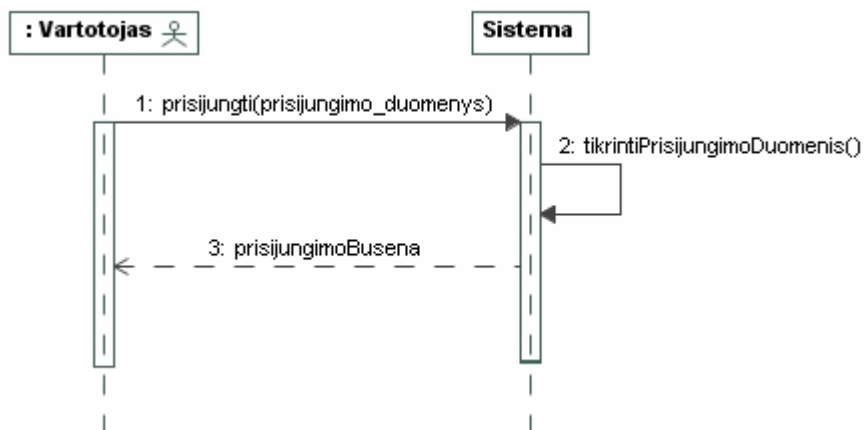 : Vartotojas
Sistema
1: prisijungti(prisijungimo_duomenys)
2: tikrintiPrisijungimoDuomenis()
3: prisijungimoBusena